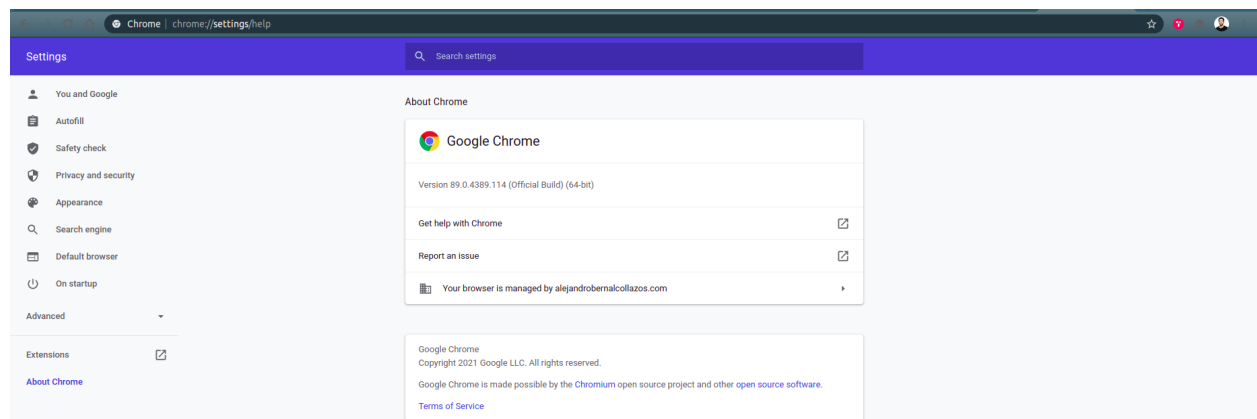 Chrome | chrome://settings/help
Settings
Search settings
You and Google
Autofill
Safety check
Privacy and security
Appearance
Search engine
Default browser
On startup
Advanced
Extensions
About Chrome
About Chrome
Google Chrome
Version 89.0.4389.114 (Official Build) (64-bit)
Get help with Chrome
Report an issue
Your browser is managed by alejandrobernalcollazos.com
Google Chrome
Copyright 2021 Google LLC. All rights reserved.
Google Chrome is made possible by the Chromium open source project and other open source software.
Terms of Service